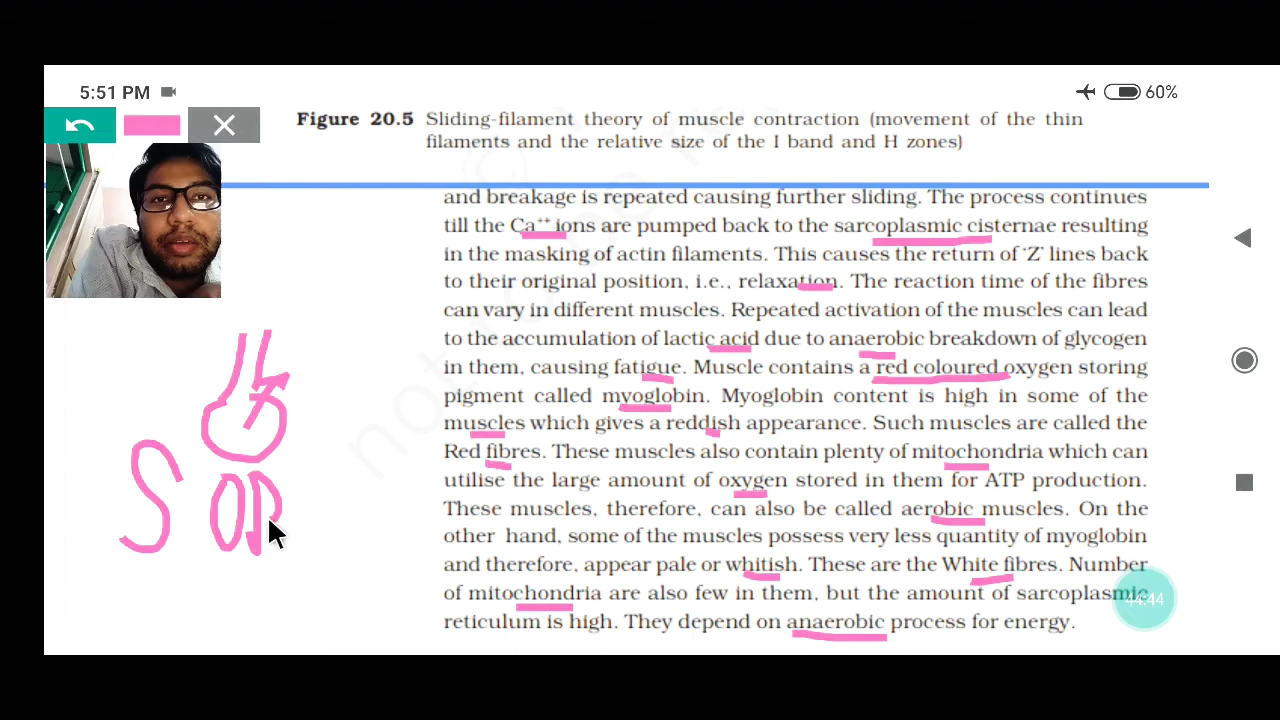 5:51 PM 60%
Figure 20.5 Sliding-filament theory of muscle contraction (movement of the thin
filaments and the relative size of the I band and H zones)
and breakage is repeated causing further sliding. The process continues
till the Ca⁺⁺ ions are pumped back to the sarcoplasmic cisternae resulting
in the masking of actin filaments. This causes the return of ‘Z’ lines back
to their original position, i.e., relaxation. The reaction time of the fibres
can vary in different muscles. Repeated activation of the muscles can lead
to the accumulation of lactic acid due to anaerobic breakdown of glycogen
in them, causing fatigue. Muscle contains a red coloured oxygen storing
pigment called myoglobin. Myoglobin content is high in some of the
muscles which gives a reddish appearance. Such muscles are called the
Red fibres. These muscles also contain plenty of mitochondria which can
utilise the large amount of oxygen stored in them for ATP production.
These muscles, therefore, can also be called aerobic muscles. On the
other hand, some of the muscles possess very less quantity of myoglobin
and therefore, appear pale or whitish. These are the White fibres. Number
of mitochondria are also few in them, but the amount of sarcoplasmic
reticulum is high. They depend on anaerobic process for energy.
44:44